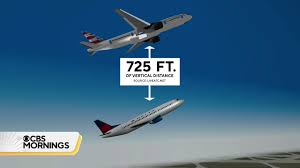 725 FT.
OF VERTICAL DISTANCE
SOURCE: LIVEATC.NET
CBS
MORNINGS